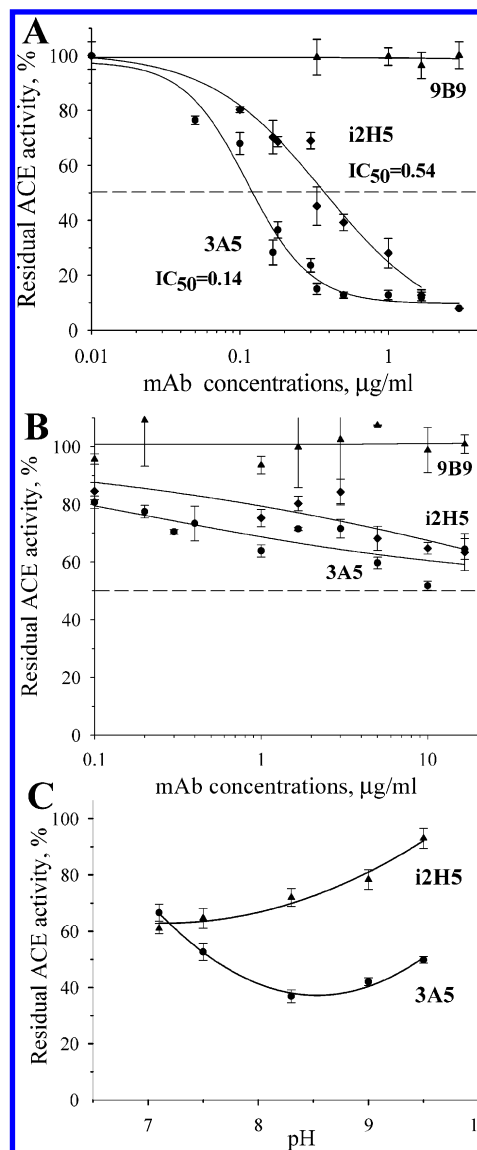 A
Residual ACE activity, %
100
80
60
40
20
0
9B9
i2H5
IC50=0.54
3A5
IC50=0.14
0.01
0.1
1
mAb concentrations, μg/ml
B
Residual ACE activity, %
100
80
60
40
20
0
9B9
i2H5
3A5
0.1
1
10
mAb concentrations, μg/ml
C
Residual ACE activity, %
100
80
60
40
20
0
i2H5
3A5
7
8
9
1
pH